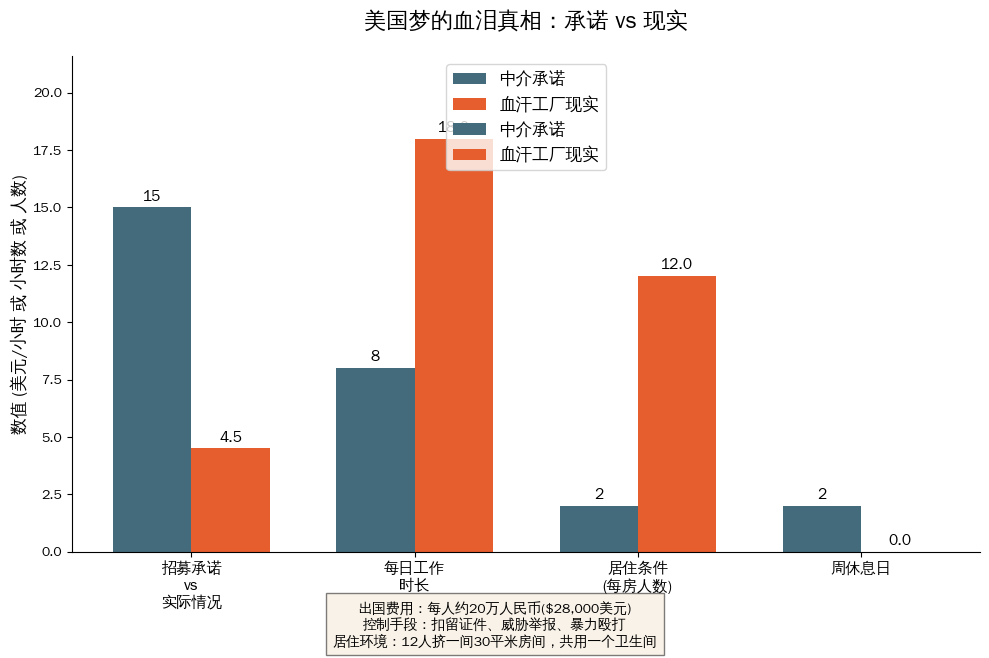 美国梦的血泪真相：承诺 vs 现实
中介承诺
血汗工厂现实
中介承诺
血汗工厂现实
数值 (美元/小时 或 小时数 或 人数)
20.0
17.5
15.0
12.5
10.0
7.5
5.0
2.5
0.0
15
4.5
8
18.0
2
12.0
2
0.0
招募承诺
vs
实际情况
每日工作
时长
居住条件
(每房人数)
周休息日
出国费用：每人约20万人民币($28,000美元)
控制手段：扣留证件、威胁举报、暴力殴打
居住环境：12人挤一间30平米房间，共用一个卫生间